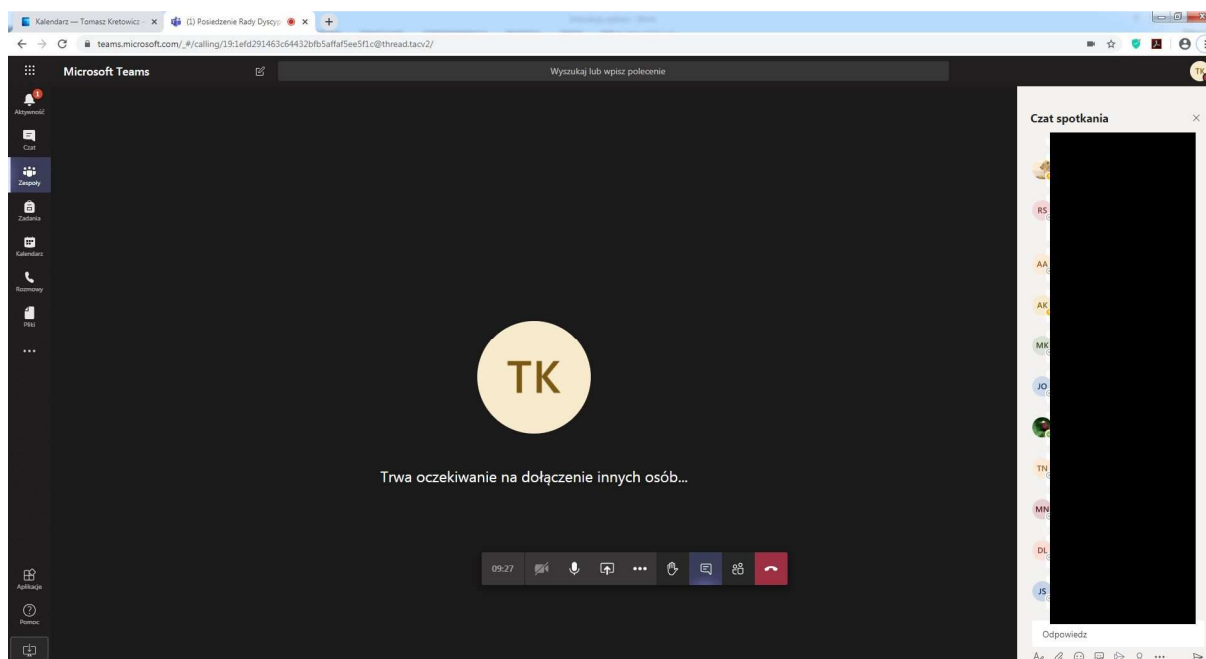 Kalendarz — Tomasz Kretowicz -
(1) Posiedzenie Rady Dyscyp
teams.microsoft.com/_#/calling/19:1efd291463c64432bfb5affaf5ee5f1c@thread.tacv2/
Microsoft Teams
Wyszukaj lub wpisz polecenie
TK
1
Aktywność
Czat
Zespoły
Zadania
Kalendarz
Rozmowy
Pliki
Aplikacje
Pomoc
TK
Trwa oczekiwanie na dołączenie innych osób...
09:27
Czat spotkania
RS
AA
AK
MK
JO
TN
MN
DL
JS
Odpowiedz